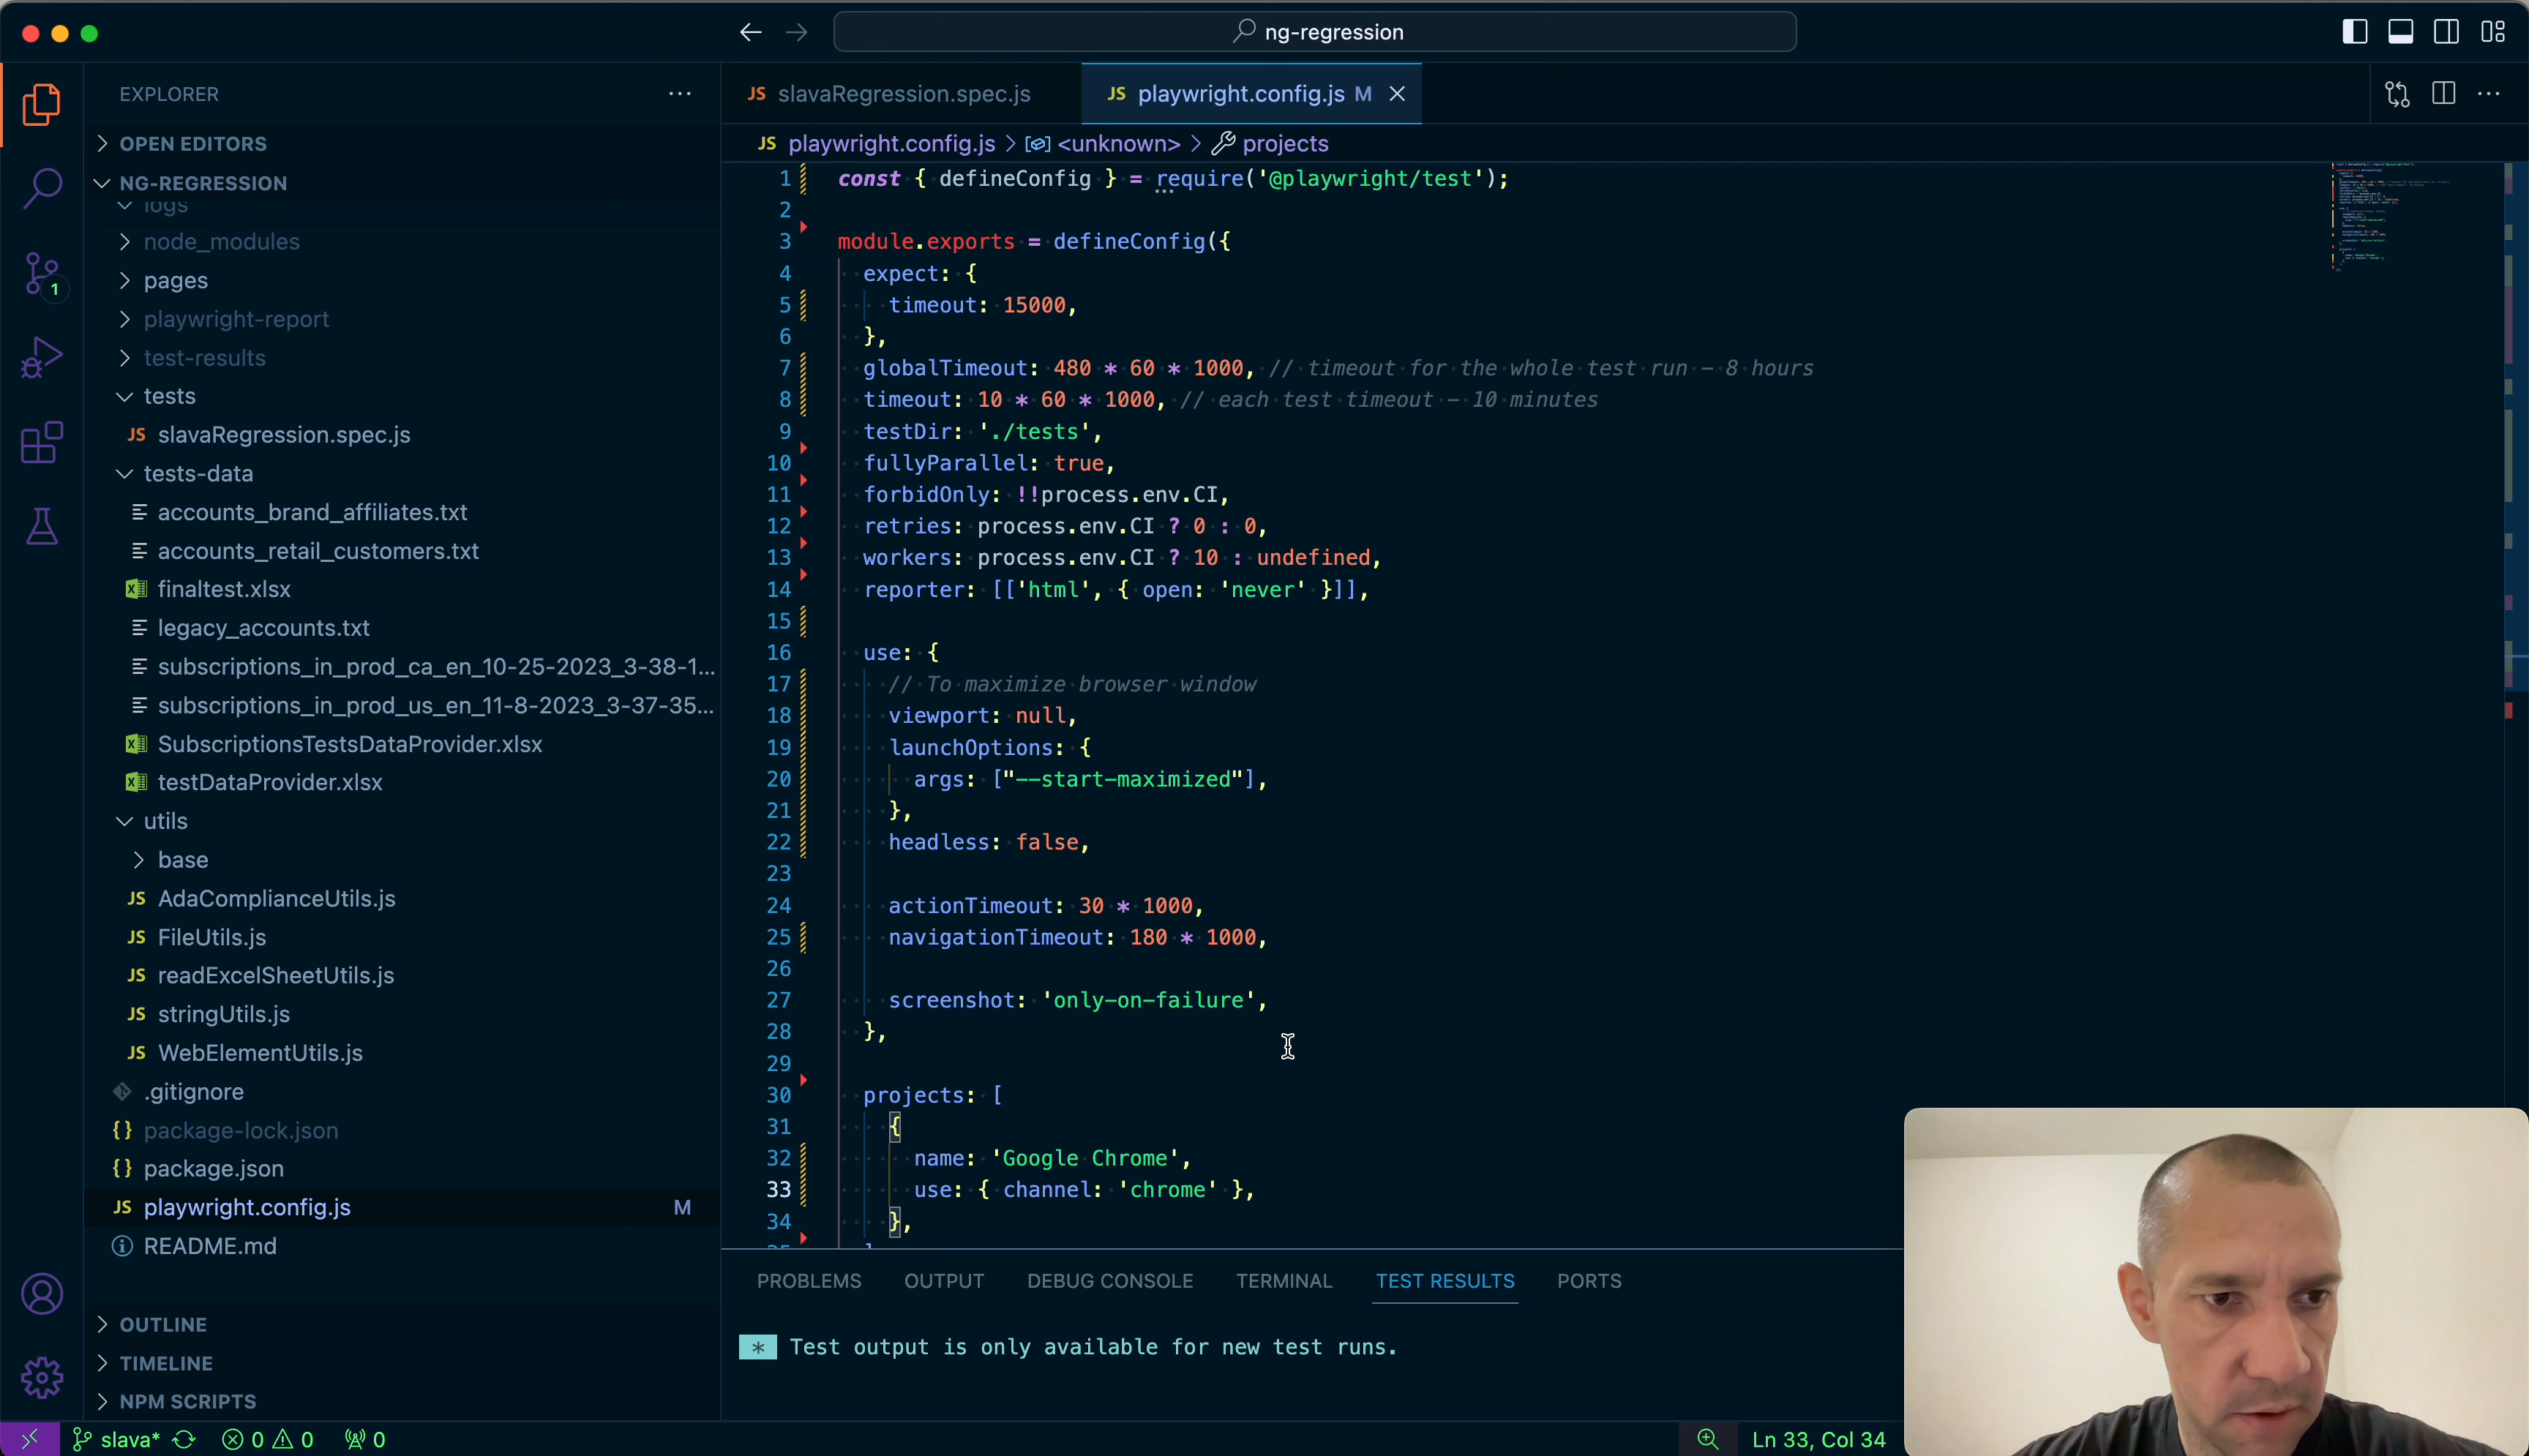 ng-regression
EXPLORER
OPEN EDITORS
NG-REGRESSION
logs
node_modules
pages
playwright-report
test-results
tests
JS slavaRegression.spec.js
tests-data
accounts_brand_affiliates.txt
accounts_retail_customers.txt
finaltest.xlsx
legacy_accounts.txt
subscriptions_in_prod_ca_en_10-25-2023_3-38-1...
subscriptions_in_prod_us_en_11-8-2023_3-37-35...
SubscriptionsTestsDataProvider.xlsx
testDataProvider.xlsx
utils
base
JS AdaComplianceUtils.js
JS FileUtils.js
JS readExcelSheetUtils.js
JS stringUtils.js
JS WebElementUtils.js
.gitignore
{} package-lock.json
{} package.json
JS playwright.config.js M
README.md
OUTLINE
TIMELINE
NPM SCRIPTS
1
JS slavaRegression.spec.js
JS playwright.config.js M
JS playwright.config.js > <unknown> > projects
1 const { defineConfig } = require('@playwright/test');
2
3 module.exports = defineConfig({
4 expect: {
5 timeout: 15000,
6 },
7 globalTimeout: 480 * 60 * 1000, // timeout for the whole test run - 8 hours
8 timeout: 10 * 60 * 1000, // each test timeout - 10 minutes
9 testDir: './tests',
10 fullyParallel: true,
11 forbidOnly: !!process.env.CI,
12 retries: process.env.CI ? 0 : 0,
13 workers: process.env.CI ? 10 : undefined,
14 reporter: [['html', { open: 'never' }]],
15
16 use: {
17 // To maximize browser window
18 viewport: null,
19 launchOptions: {
20 args: ["--start-maximized"],
21 },
22 headless: false,
23
24 actionTimeout: 30 * 1000,
25 navigationTimeout: 180 * 1000,
26
27 screenshot: 'only-on-failure',
28 },
29
30 projects: [
31 {
32 name: 'Google Chrome',
33 use: { channel: 'chrome' },
34 },
PROBLEMS OUTPUT DEBUG CONSOLE TERMINAL TEST RESULTS PORTS
* Test output is only available for new test runs.
slava* 0 0 0
Ln 33, Col 34